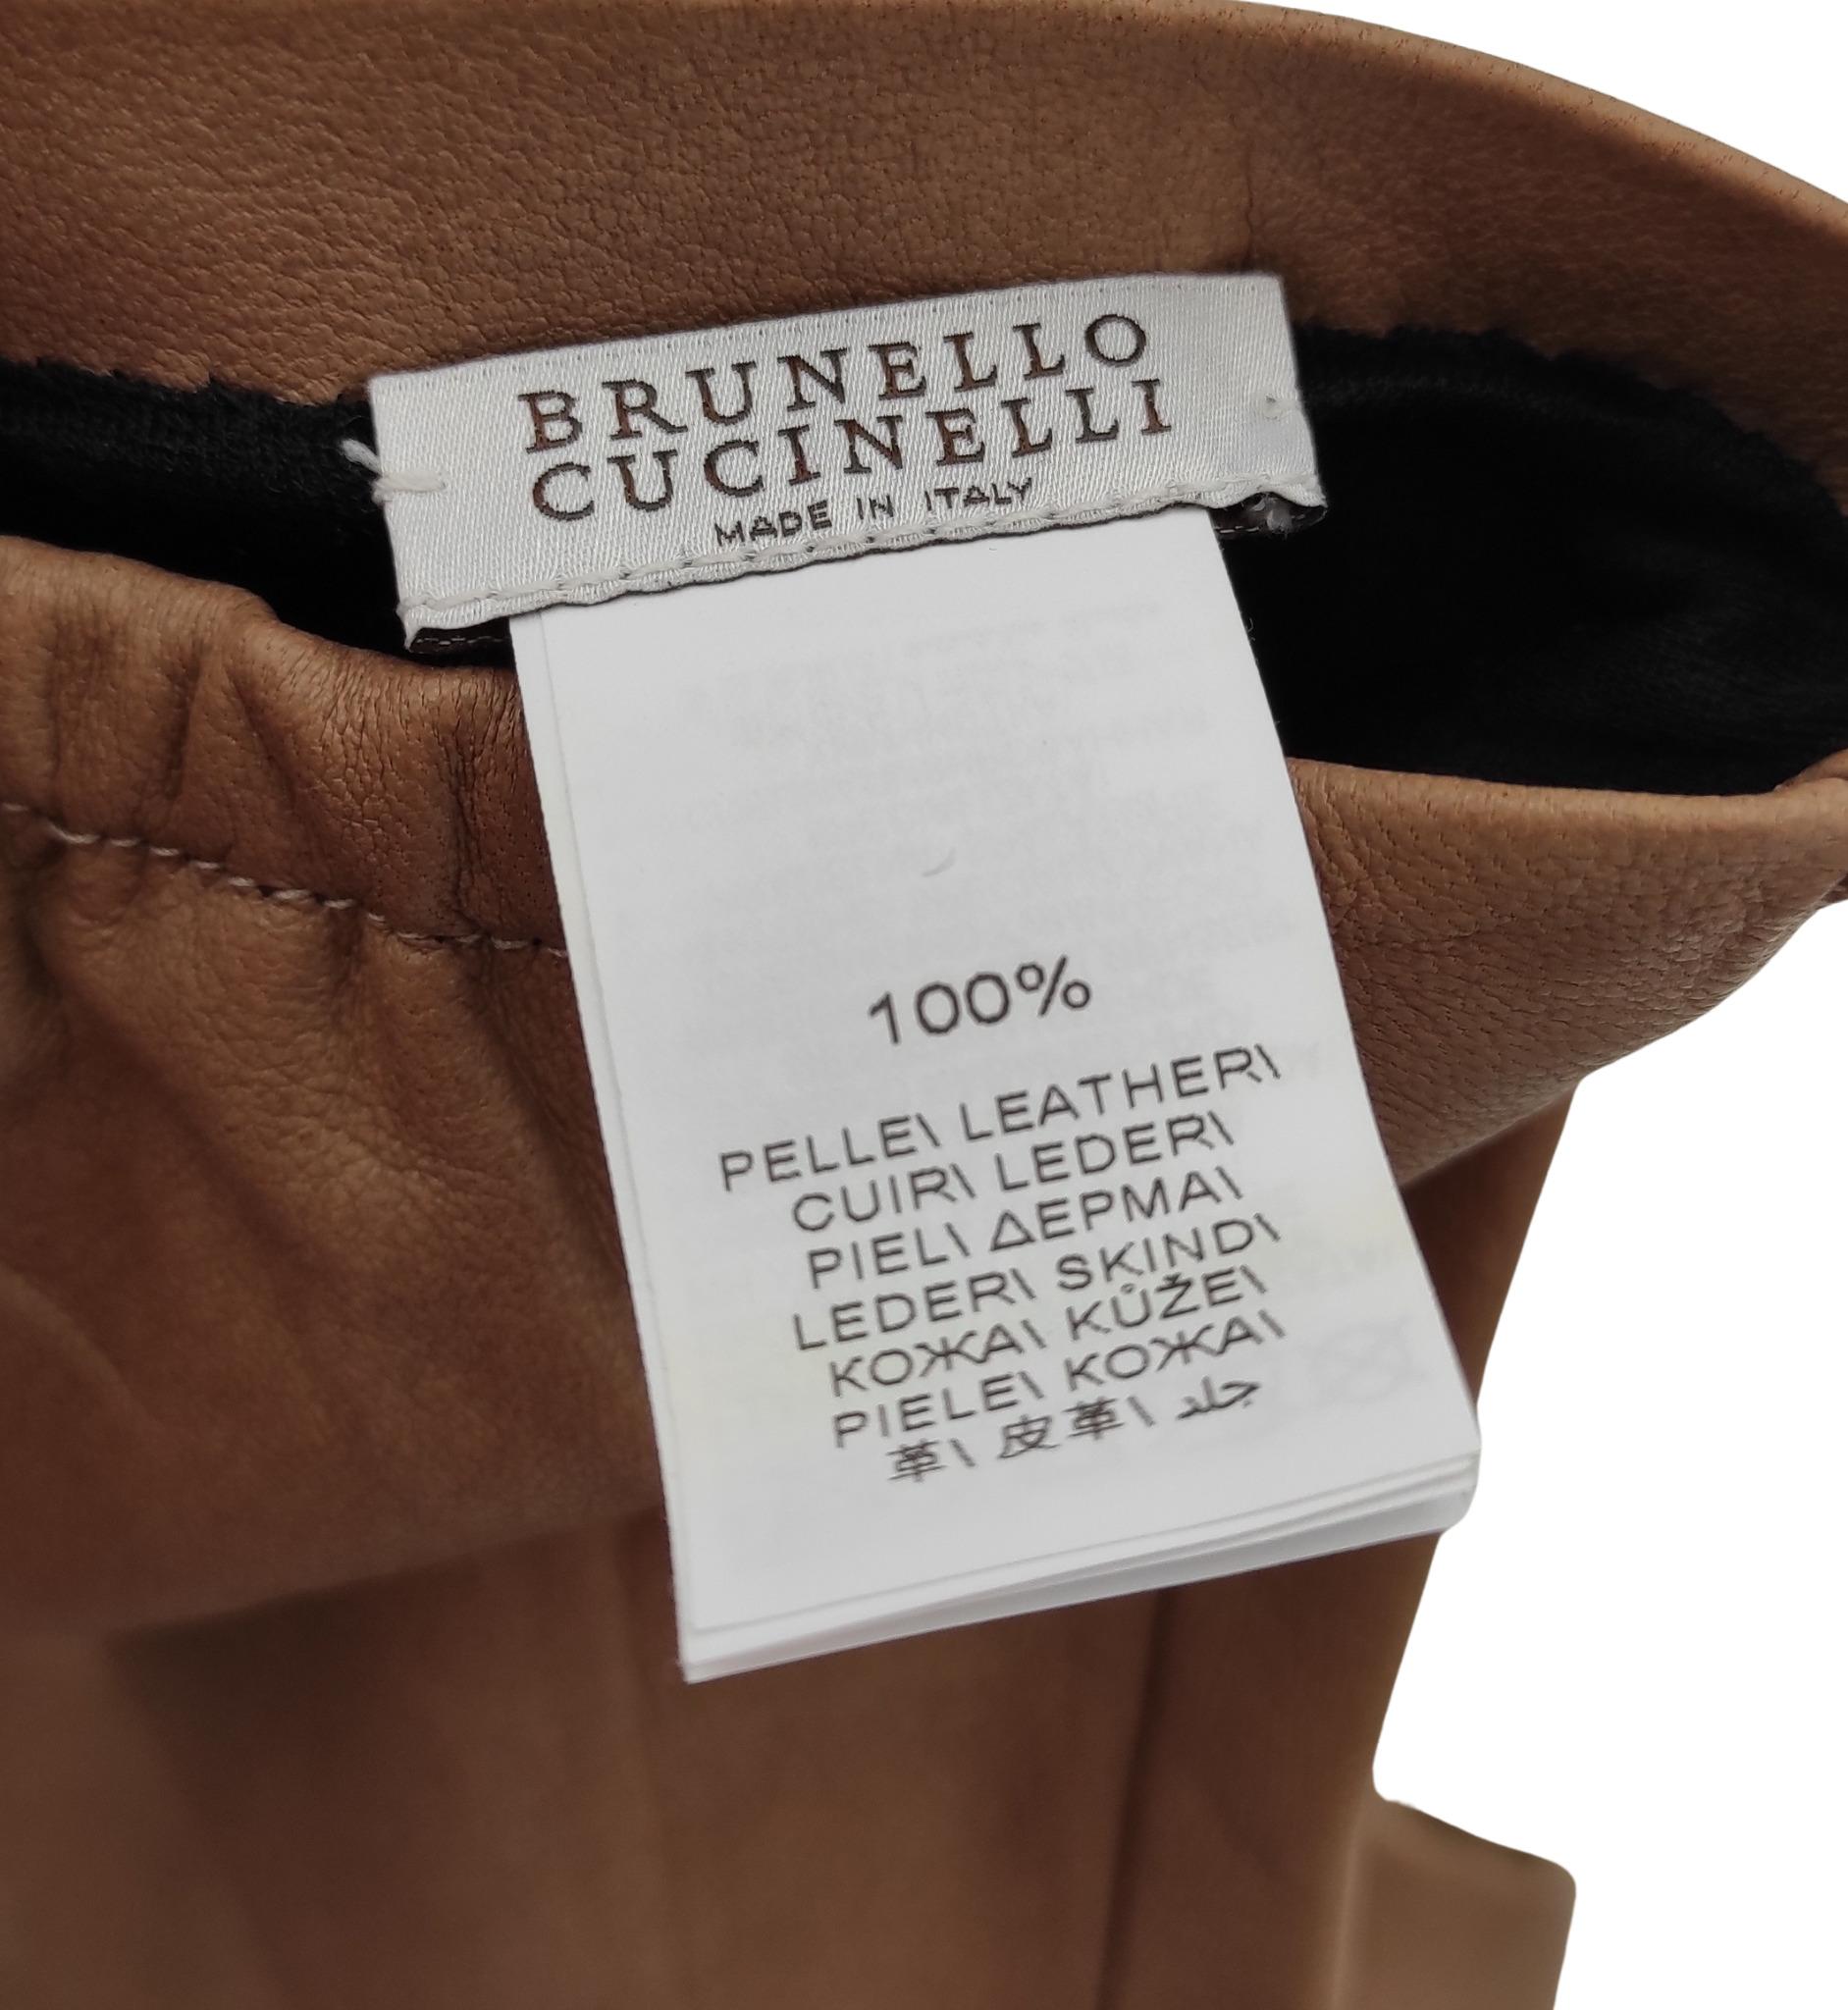 BRUNELLO
CUCINELLI
MADE IN ITALY
100%
PELLE\ LEATHER\
CUIR\ LEDER\
PIEL\ ΔΕΡΜΑ\
LEDER\ SKIND\
КОЖА\ KŮŽE\
PIELE\ КОЖА\
革\ 皮革\ جلد